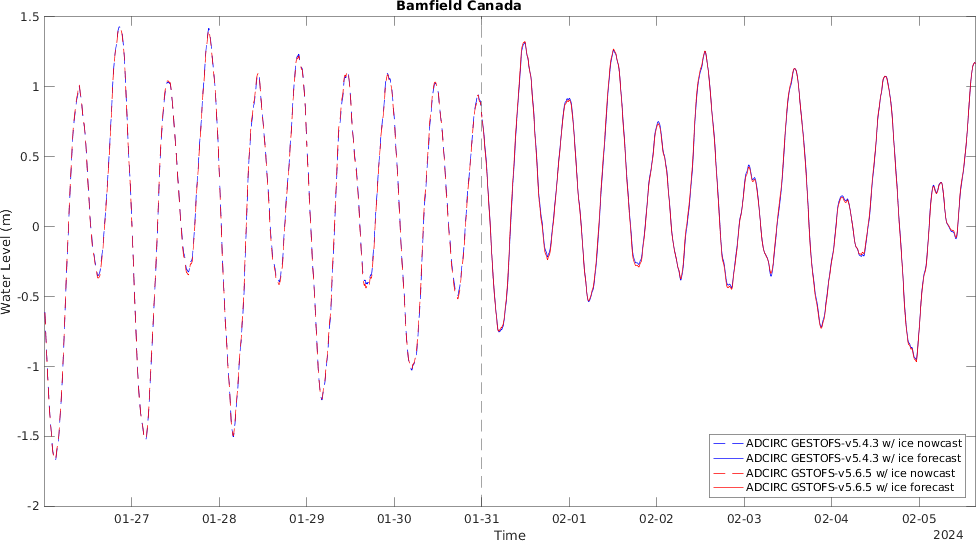 Bamfield Canada
1.5
1
0.5
0
-0.5
-1
-1.5
-2
Water Level (m)
01-27 01-28 01-29 01-30 01-31 02-01 02-02 02-03 02-04 02-05
Time
2024
ADCIRC GESTOFS-v5.4.3 w/ ice nowcast
ADCIRC GESTOFS-v5.4.3 w/ ice forecast
ADCIRC GSTOFS-v5.6.5 w/ ice nowcast
ADCIRC GSTOFS-v5.6.5 w/ ice forecast